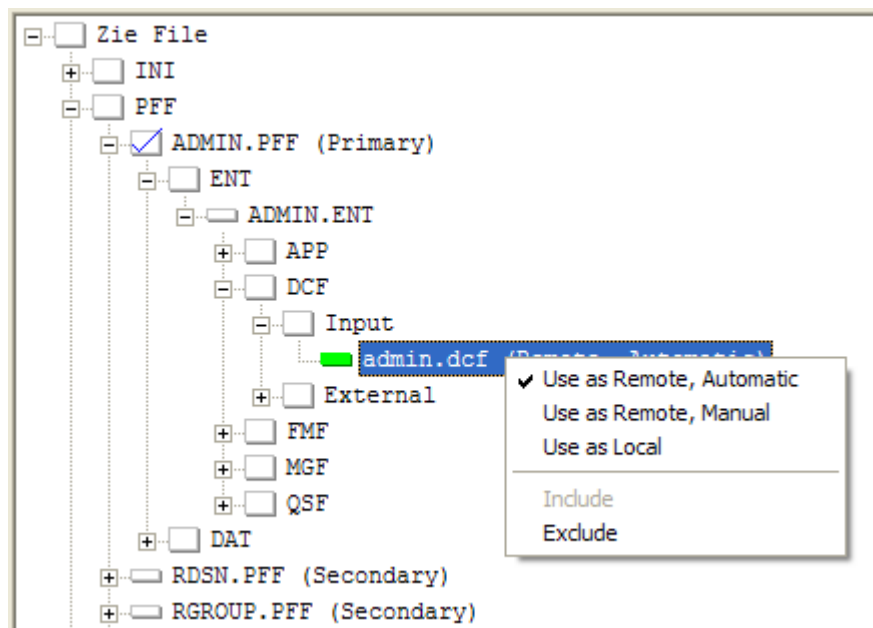 Zie File
INI
PFF
ADMIN.PFF (Primary)
ENT
ADMIN.ENT
APP
DCF
Input
admin.dcf (Remote, Automatic)
External
FMF
MGF
QSF
DAT
RDSN.PFF (Secondary)
RGROUP.PFF (Secondary)
Use as Remote, Automatic
Use as Remote, Manual
Use as Local
Include
Exclude